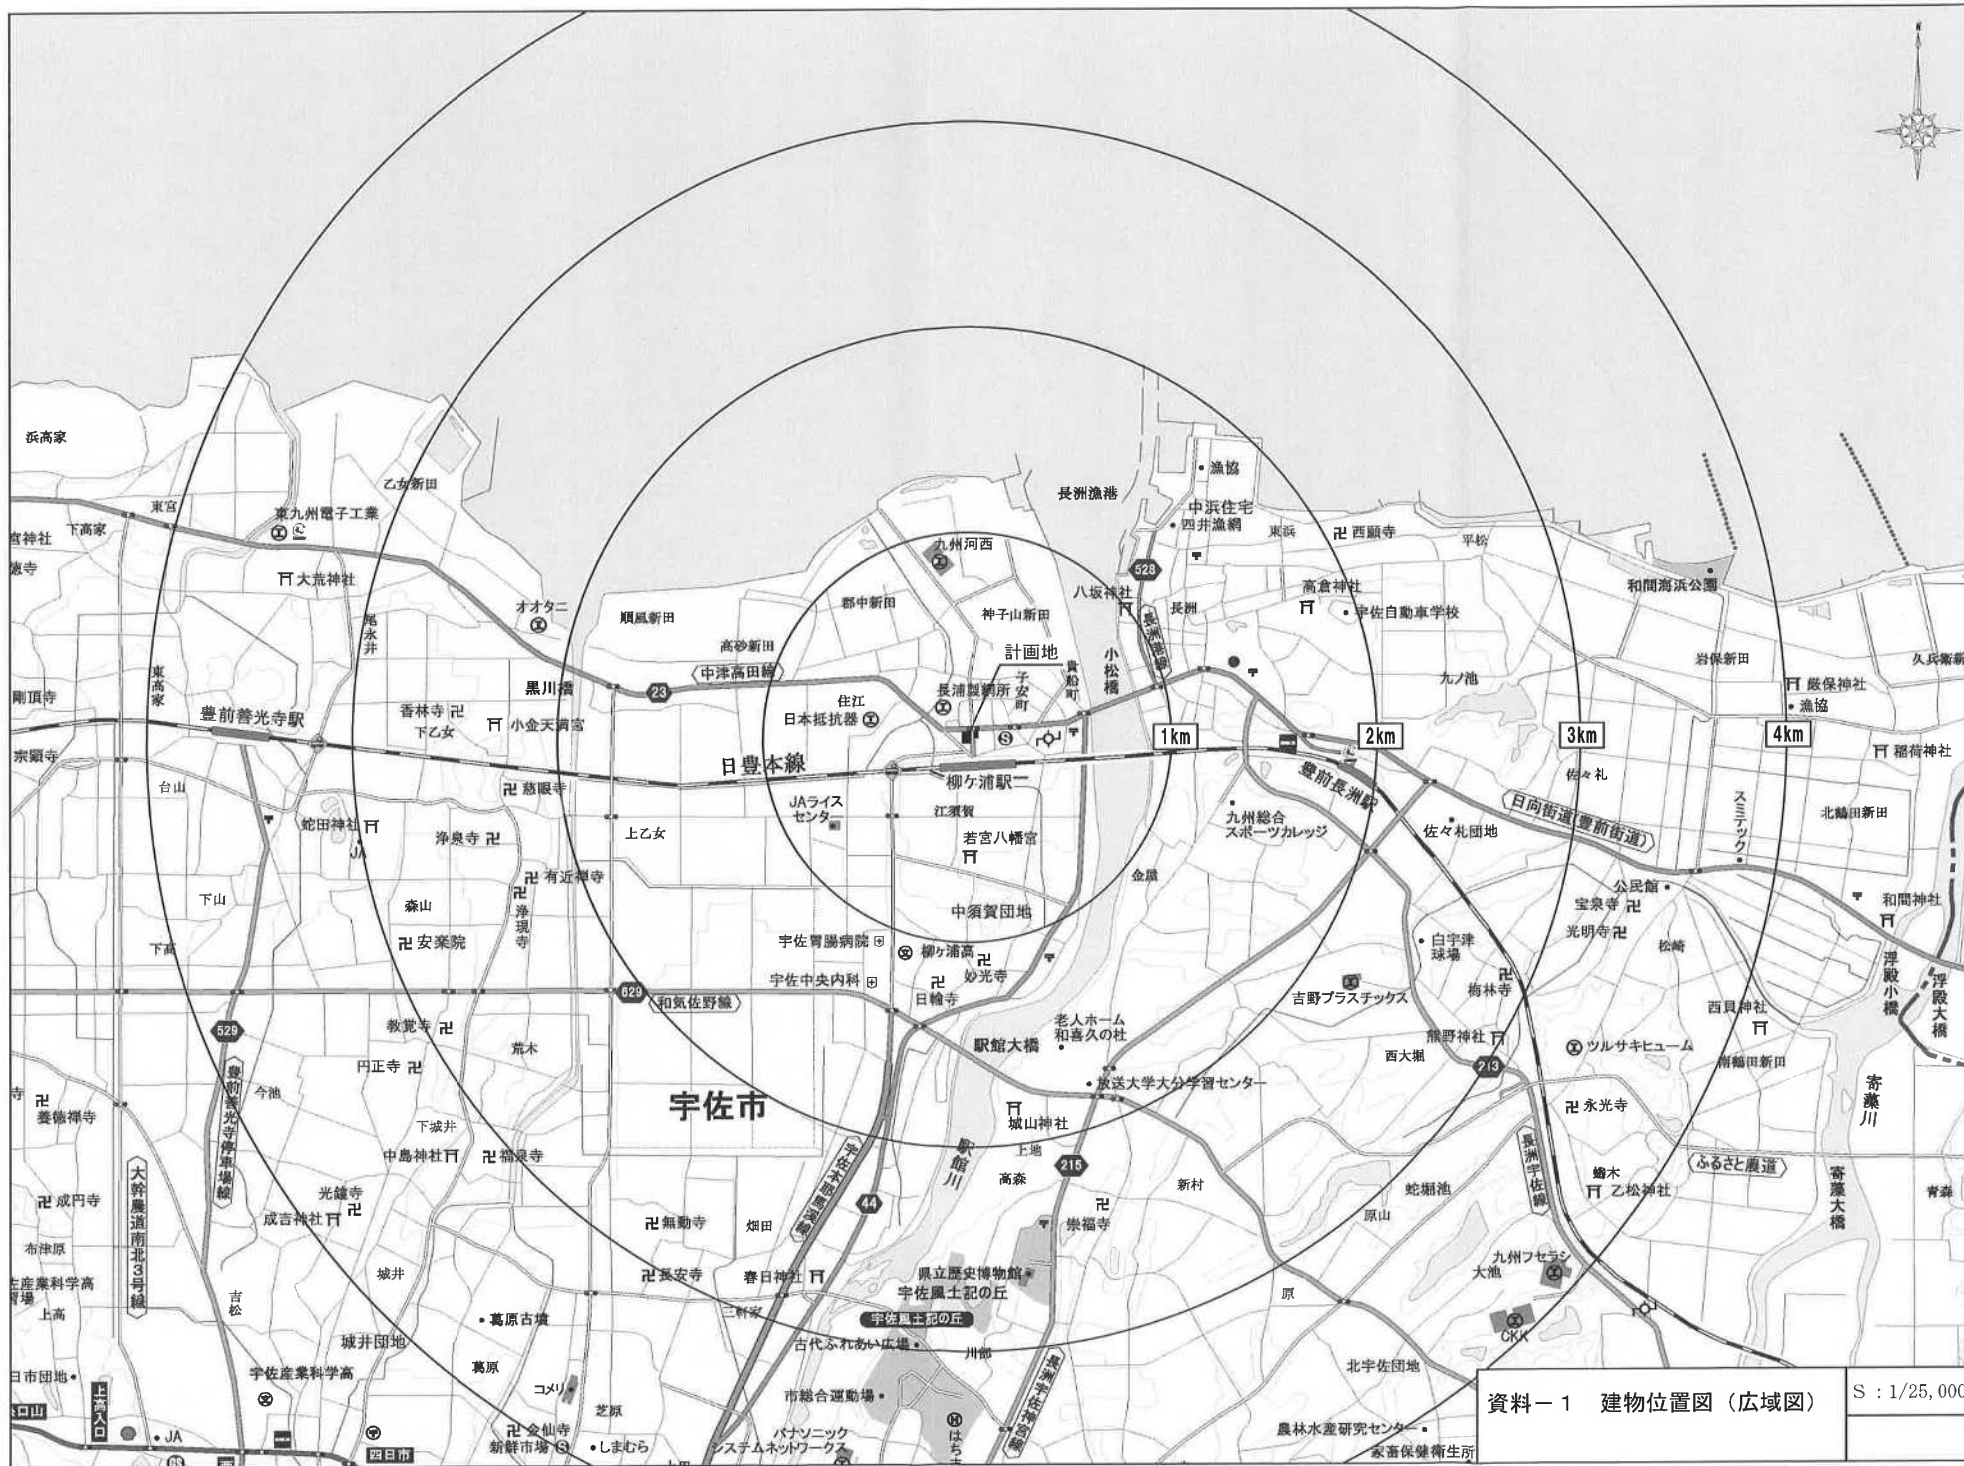 浜高家
乙女新田
東宮
下高家
東九州電子工業
大荒神社
尾永井
オオタニ
順風新田
高砂新田
中津高田線
23
黒川橋
東高家
剛頂寺
豊前善光寺駅
香林寺
下乙女
小金天満宮
宗顕寺
台山
慈眼寺
日豊本線
蛇田神社
JA
浄泉寺
上乙女
有近禅寺
浄現寺
下山
森山
安楽院
下高
長洲漁港
漁協
中浜住宅
四井漁網
東浜
西願寺
平松
九州河西
郡中新田
神子山新田
八坂神社
528
長洲
高倉神社
宇佐自動車学校
和間海浜公園
計画地
貴船町
子安町
小松橋
長浦製網所
住江
日本抵抗器
九ノ池
岩保新田
厳保神社
漁協
稲荷神社
1km
2km
3km
4km
柳ケ浦駅
豊前長洲駅
佐々礼
JAライス
センター
江須賀
若宮八幡宮
九州総合
スポーツカレッジ
佐々礼団地
日向街道(豊前街道)
スミテック
北鶴田新田
金屋
中須賀団地
公民館
宝泉寺
光明寺
松崎
和間神社
宇佐胃腸病院
柳ヶ浦高
妙光寺
宇佐中央内科
日輪寺
白宇津
球場
梅林寺
吉野プラスチックス
浮殿小橋
浮殿大橋
629
和気佐野線
529
教覚寺
円正寺
荒木
駅館大橋
老人ホーム
和喜久の杜
熊野神社
西大堀
213
ツルサキヒューム
西貝神社
南鶴田新田
寄藻川
豊前善光寺停車場線
今池
養徳禅寺
下城井
中島神社
福泉寺
宇佐市
放送大学大分学習センター
城山神社
上地
永光寺
大幹農道南北3号線
成円寺
光鐘寺
成吉神社
布津原
無動寺
畑田
宇佐本耶馬渓線
44
駅館川
高森
215
崇福寺
新村
蛇堀池
原山
長洲宇佐線
蟾木
乙松神社
ふるさと農道
寄藻大橋
青森
上高
吉松
城井
長安寺
春日神社
三軒家
県立歴史博物館
宇佐風土記の丘
宇佐風土記の丘
古代ふれあい広場
川部
原
九州フセラシ
大池
CKK
葛原古墳
城井団地
葛原
宇佐産業科学高
コメリ
芝原
市総合運動場
長洲宇佐神宮線
北宇佐団地
上高入口
JA
四日市
金仙寺
新鮮市場
しまむら
パナソニック
システムネットワークス
農林水産研究センター
家畜保健衛生所
資料－１　建物位置図（広域図）
S：1/25,000